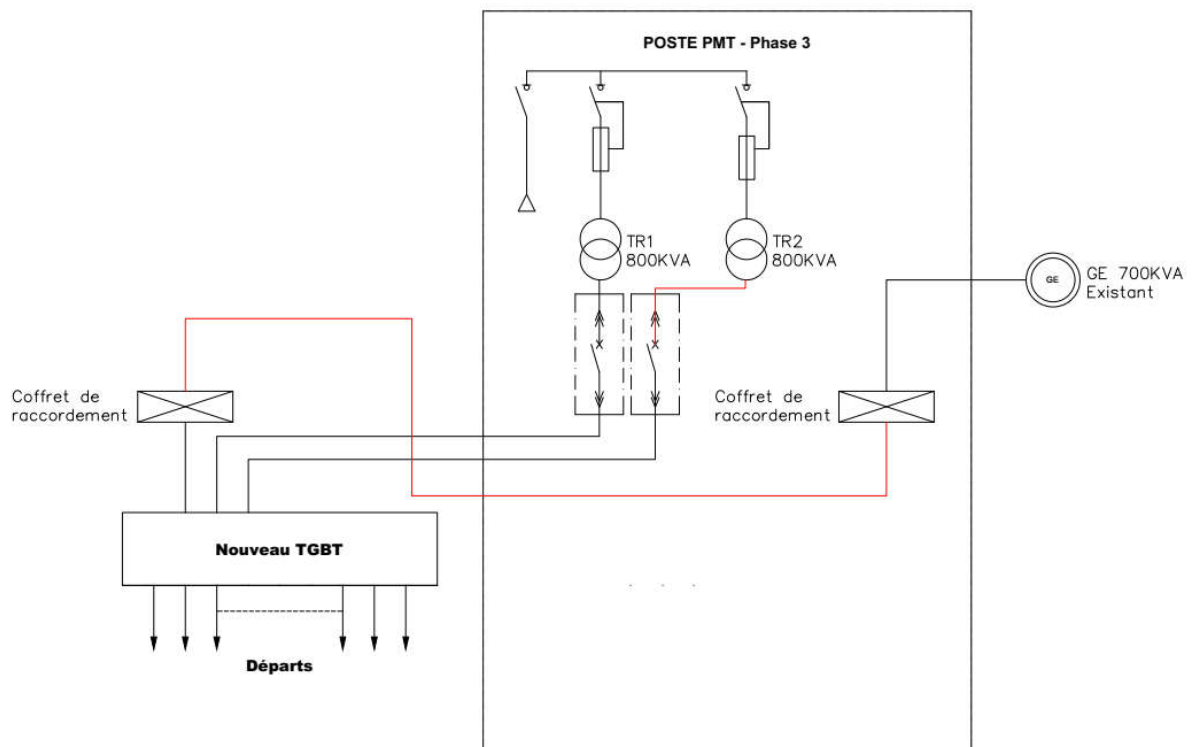 POSTE PMT - Phase 3
TR1
800KVA
TR2
800KVA
GE
GE 700KVA
Existant
Coffret de
raccordement
Coffret de
raccordement
Nouveau TGBT
Départs